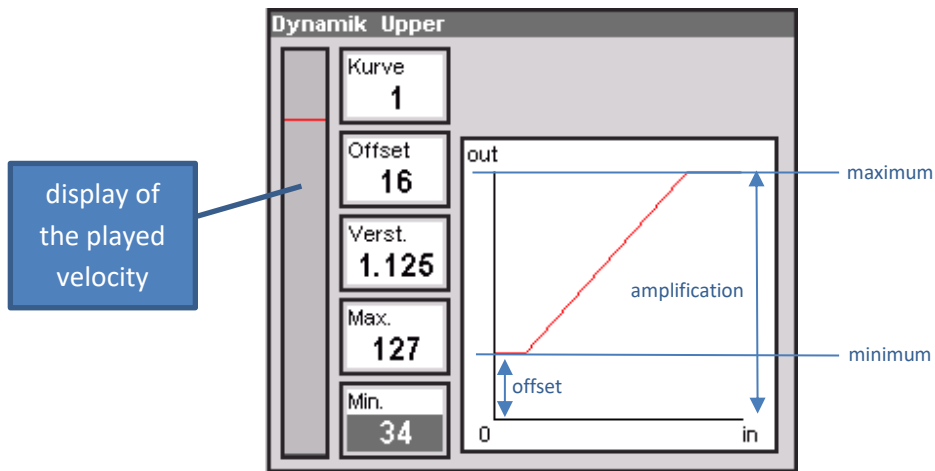 Dynamik Upper
display of
the played
velocity
Kurve
1
Offset
16
Verst.
1.125
Max.
127
Min.
34
out
maximum
amplification
minimum
offset
0
in